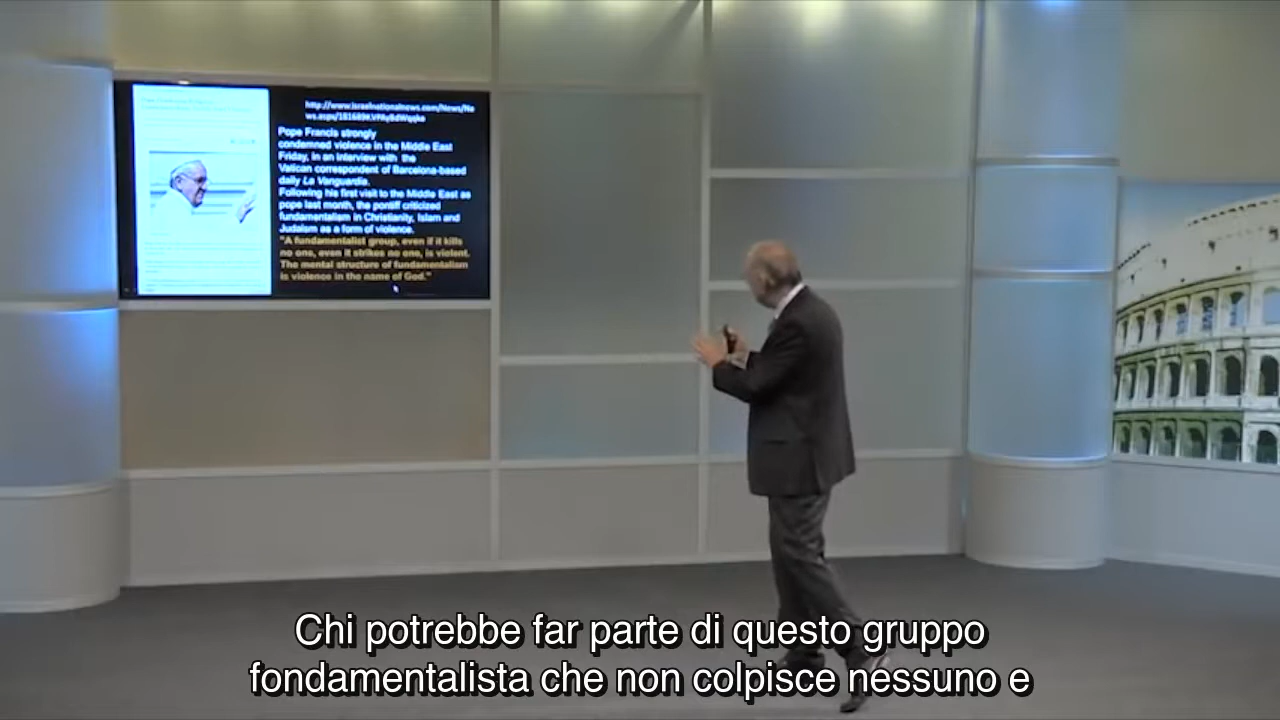 http://www.israelnationalnews.com/News/Ne
Pope Francis strongly
condemned violence in the Middle East
Friday, in an interview with the
Vatican correspondent of Barcelona-based
daily La Vanguardia.
Following his first visit to the Middle East as
pope last month, the pontiff criticized
fundamentalism in Christianity, Islam and
Judaism as a form of violence.
"A fundamentalist group, even if it kills
no one, even it strikes no one, is violent.
The mental structure of fundamentalism
is violence in the name of God."
Chi potrebbe far parte di questo gruppo
fondamentalista che non colpisce nessuno e